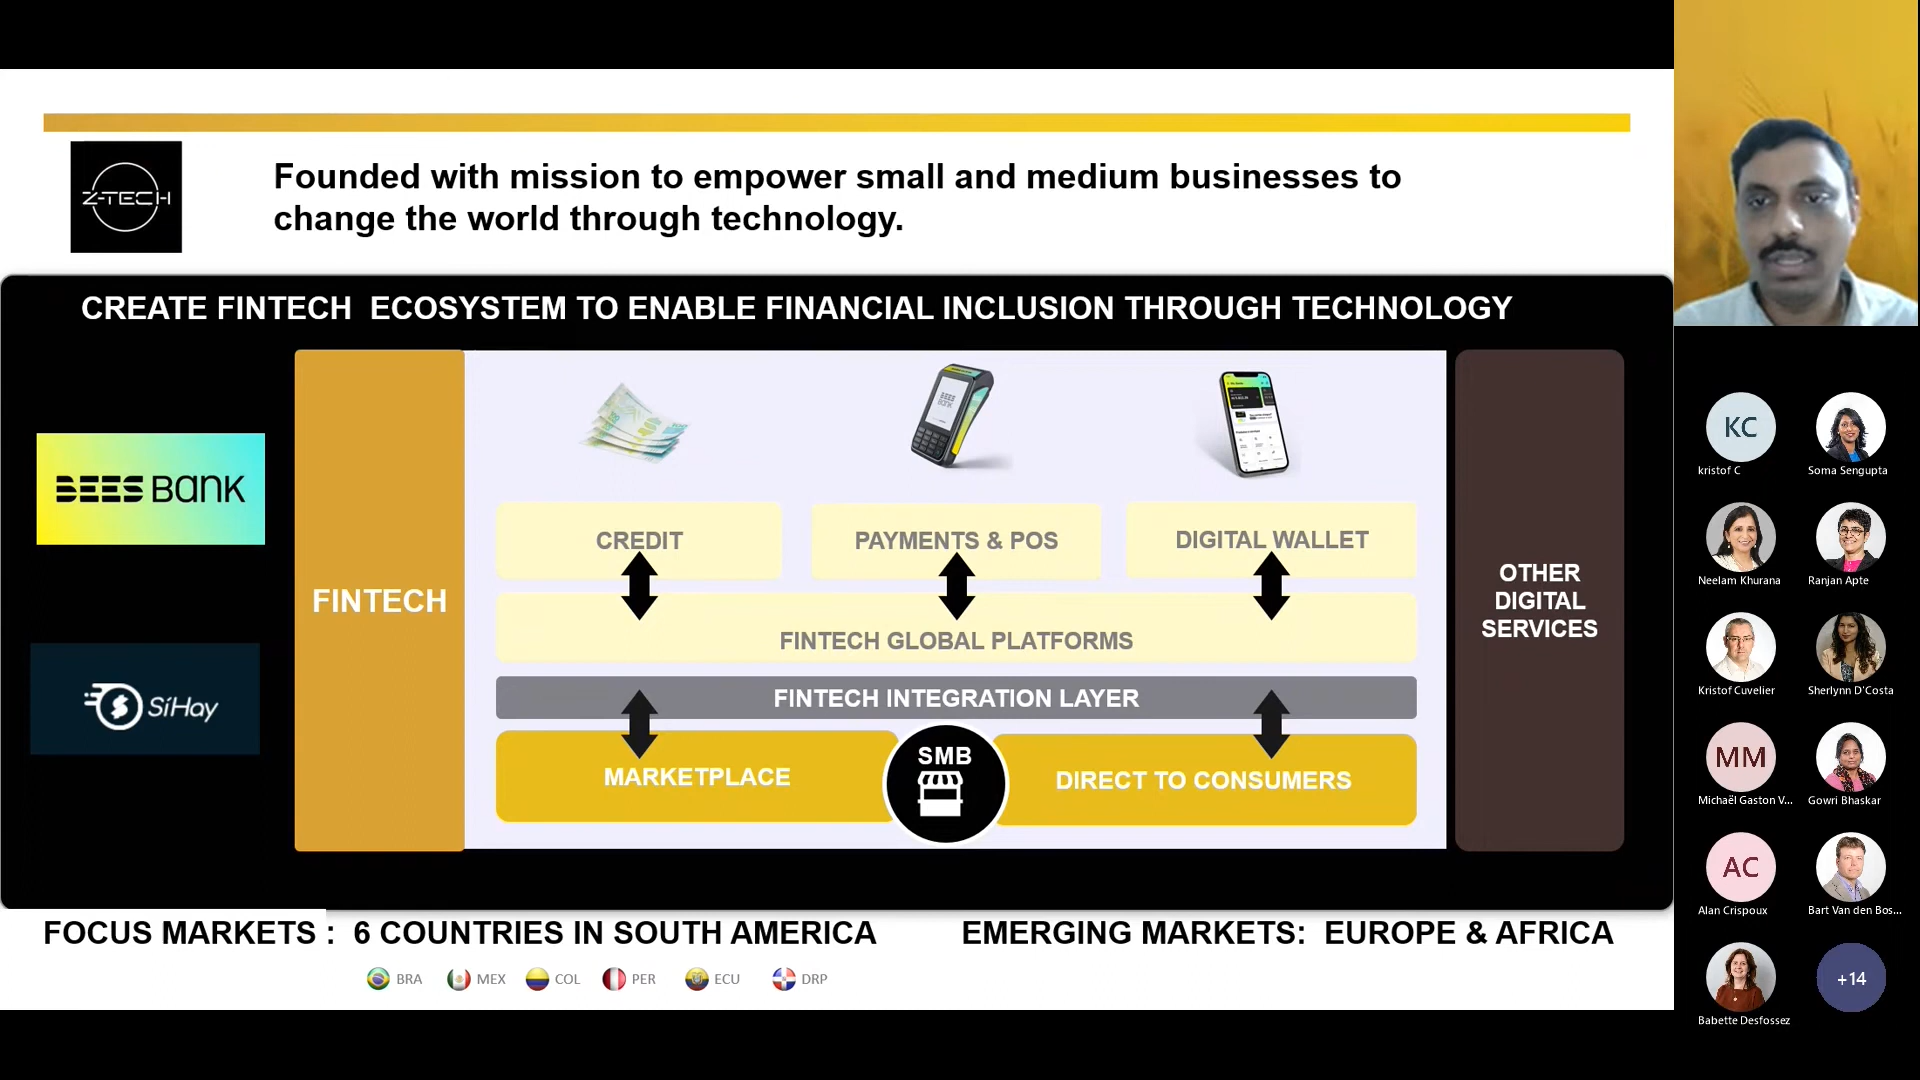 Z-TECH
Founded with mission to empower small and medium businesses to
change the world through technology.
CREATE FINTECH ECOSYSTEM TO ENABLE FINANCIAL INCLUSION THROUGH TECHNOLOGY
BEES BANK
SíHay
FINTECH
BEES
BANK
CREDIT
PAYMENTS & POS
DIGITAL WALLET
FINTECH GLOBAL PLATFORMS
FINTECH INTEGRATION LAYER
MARKETPLACE
SMB
DIRECT TO CONSUMERS
OTHER
DIGITAL
SERVICES
FOCUS MARKETS : 6 COUNTRIES IN SOUTH AMERICA
EMERGING MARKETS: EUROPE & AFRICA
BRA MEX COL PER ECU DRP
KC
kristof C
Soma Sengupta
Neelam Khurana
Ranjan Apte
Kristof Cuvelier
Sherlynn D'Costa
MM
Michaël Gaston V...
Gowri Bhaskar
AC
Alan Crispoux
Bart Van den Bos...
Babette Desfossez
+14